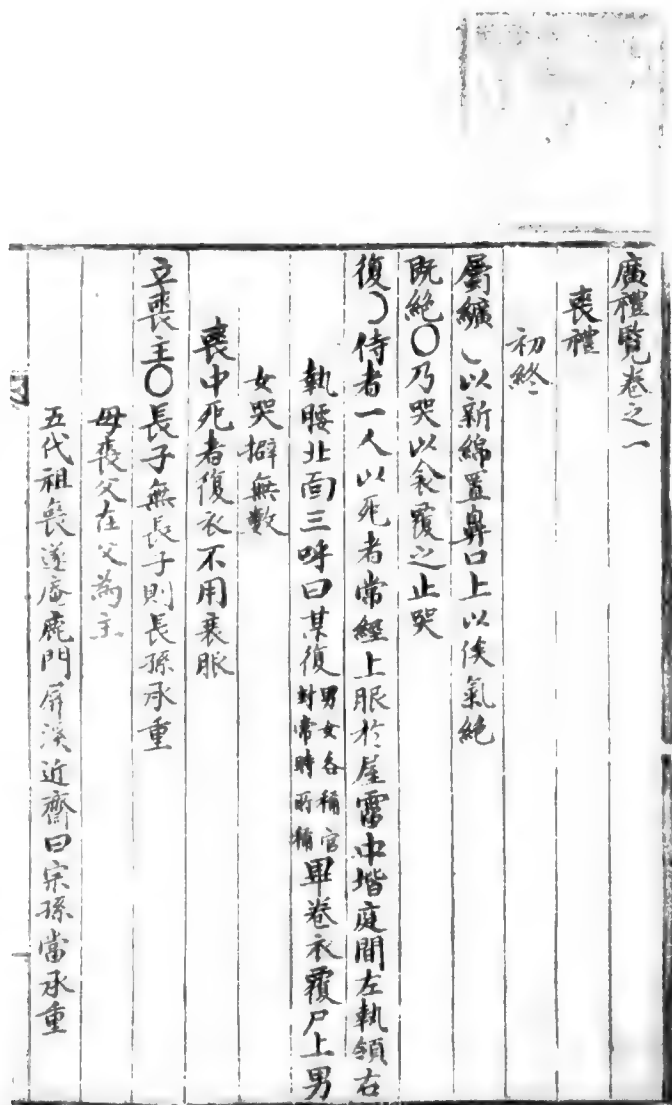 廣禮覽卷之一
喪禮
初終
屬纊 以新綿置鼻口上以俟氣絶
既絶〇乃哭以衾覆之止哭
復 侍者一人以死者常經上服於屋霤中堦庭間左執領右
執腰北面三呼曰某復 男女各稱官封常時所稱 畢卷衣覆尸上男
女哭擗無數
喪中死者復衣不用衰服
立喪主〇長子無長子則長孫承重
母喪父在父為主
五代祖喪遂庵鹿門屛溪近齋曰宗孫當承重